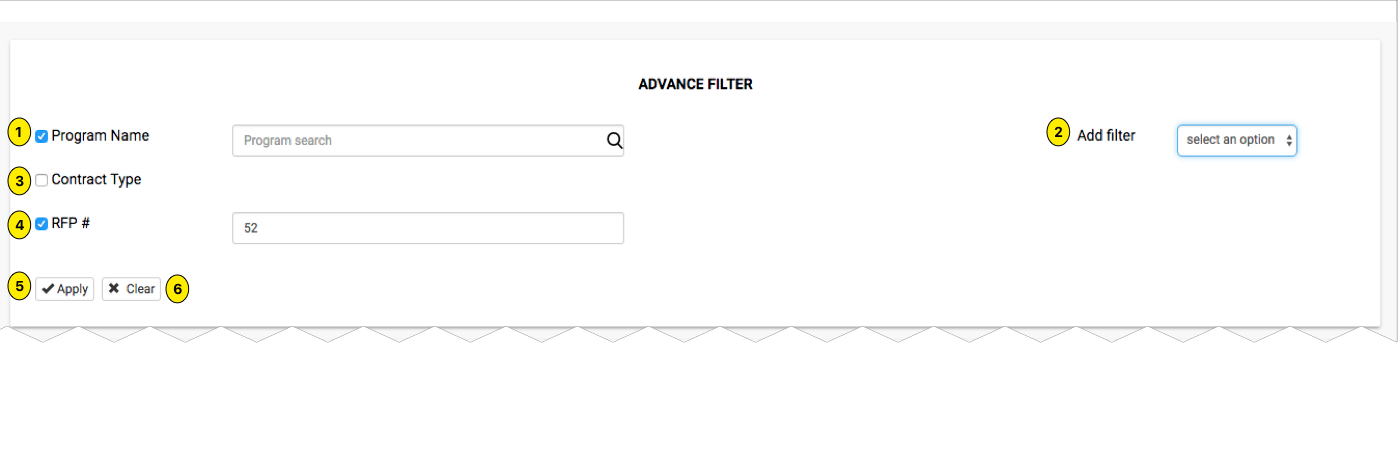 ADVANCE FILTER
1 Program Name Program search 2 Add filter select an option
3 Contract Type
4 RFP # 52
5 Apply Clear 6